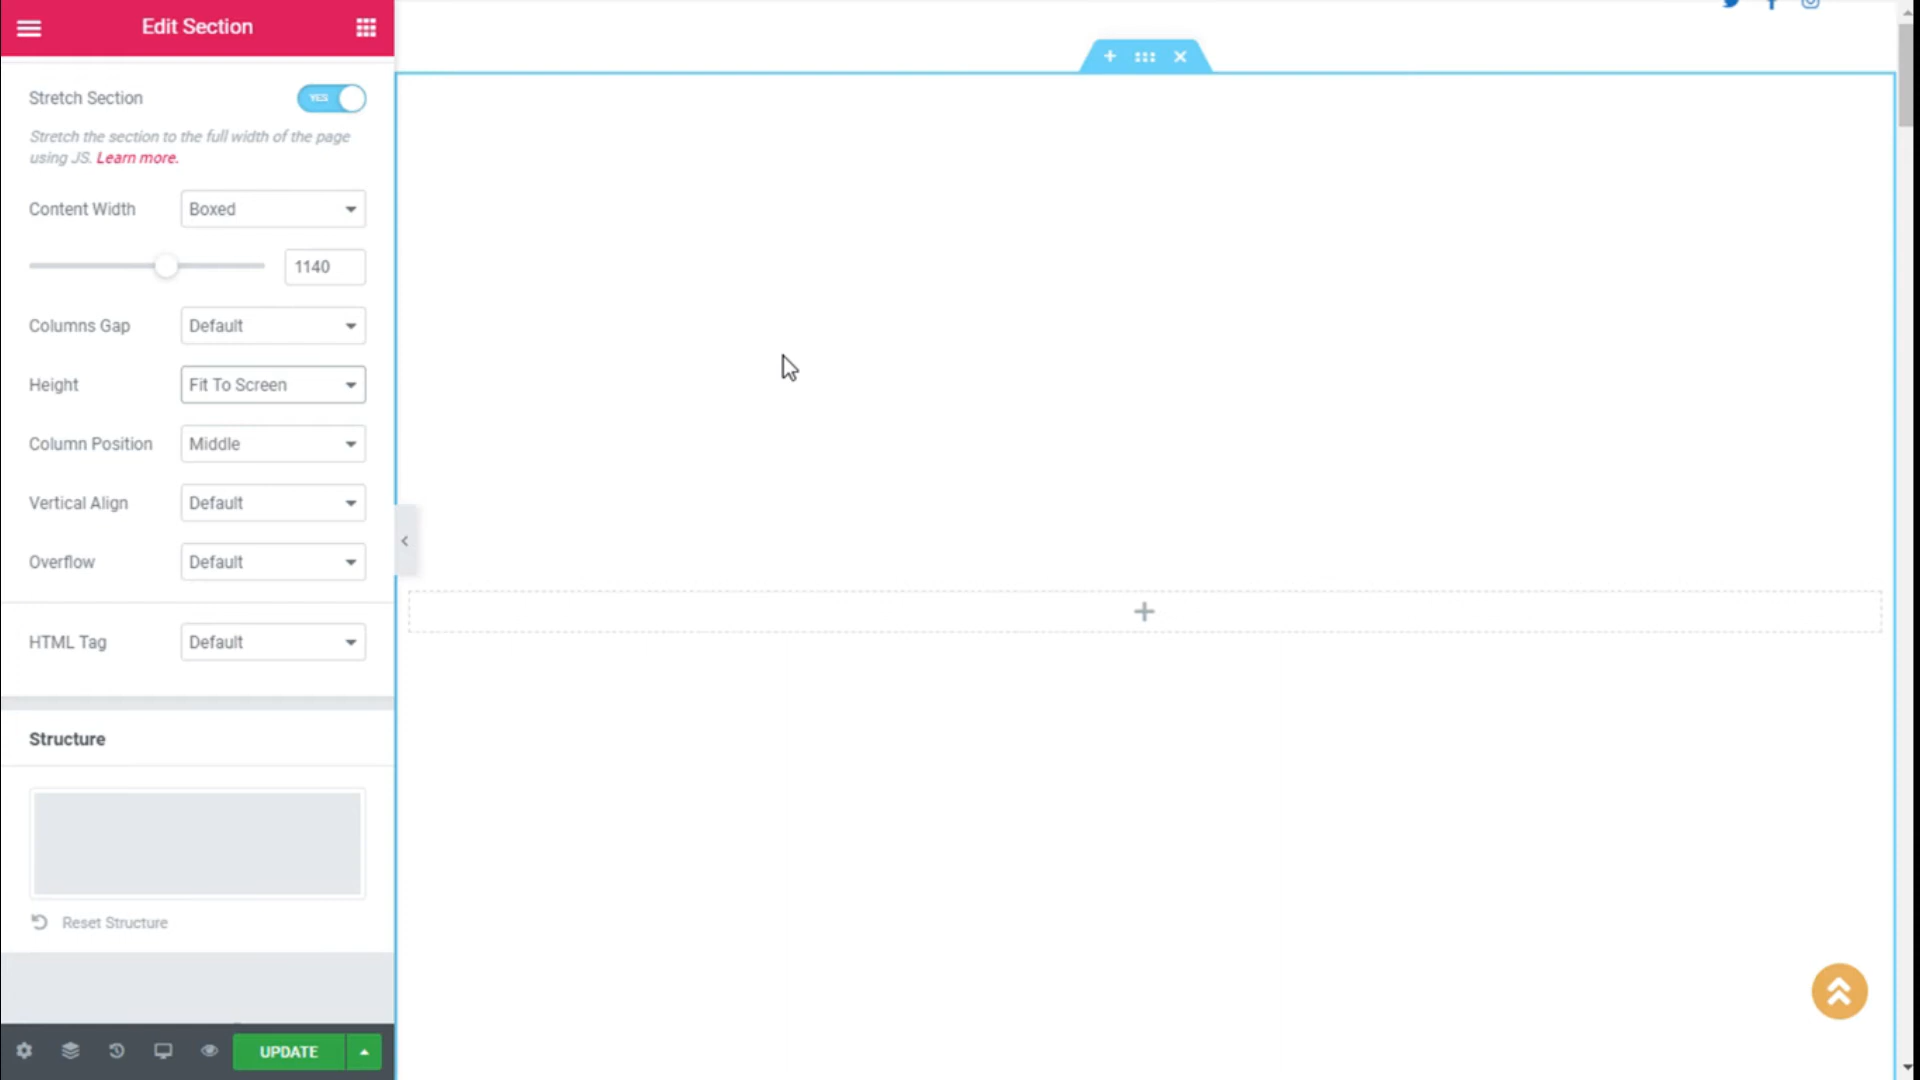 Edit Section
Stretch Section
YES
Stretch the section to the full width of the page
using JS. Learn more.
Content Width
Boxed
1140
Columns Gap
Default
Height
Fit To Screen
Column Position
Middle
Vertical Align
Default
Overflow
Default
HTML Tag
Default
Structure
Reset Structure
UPDATE